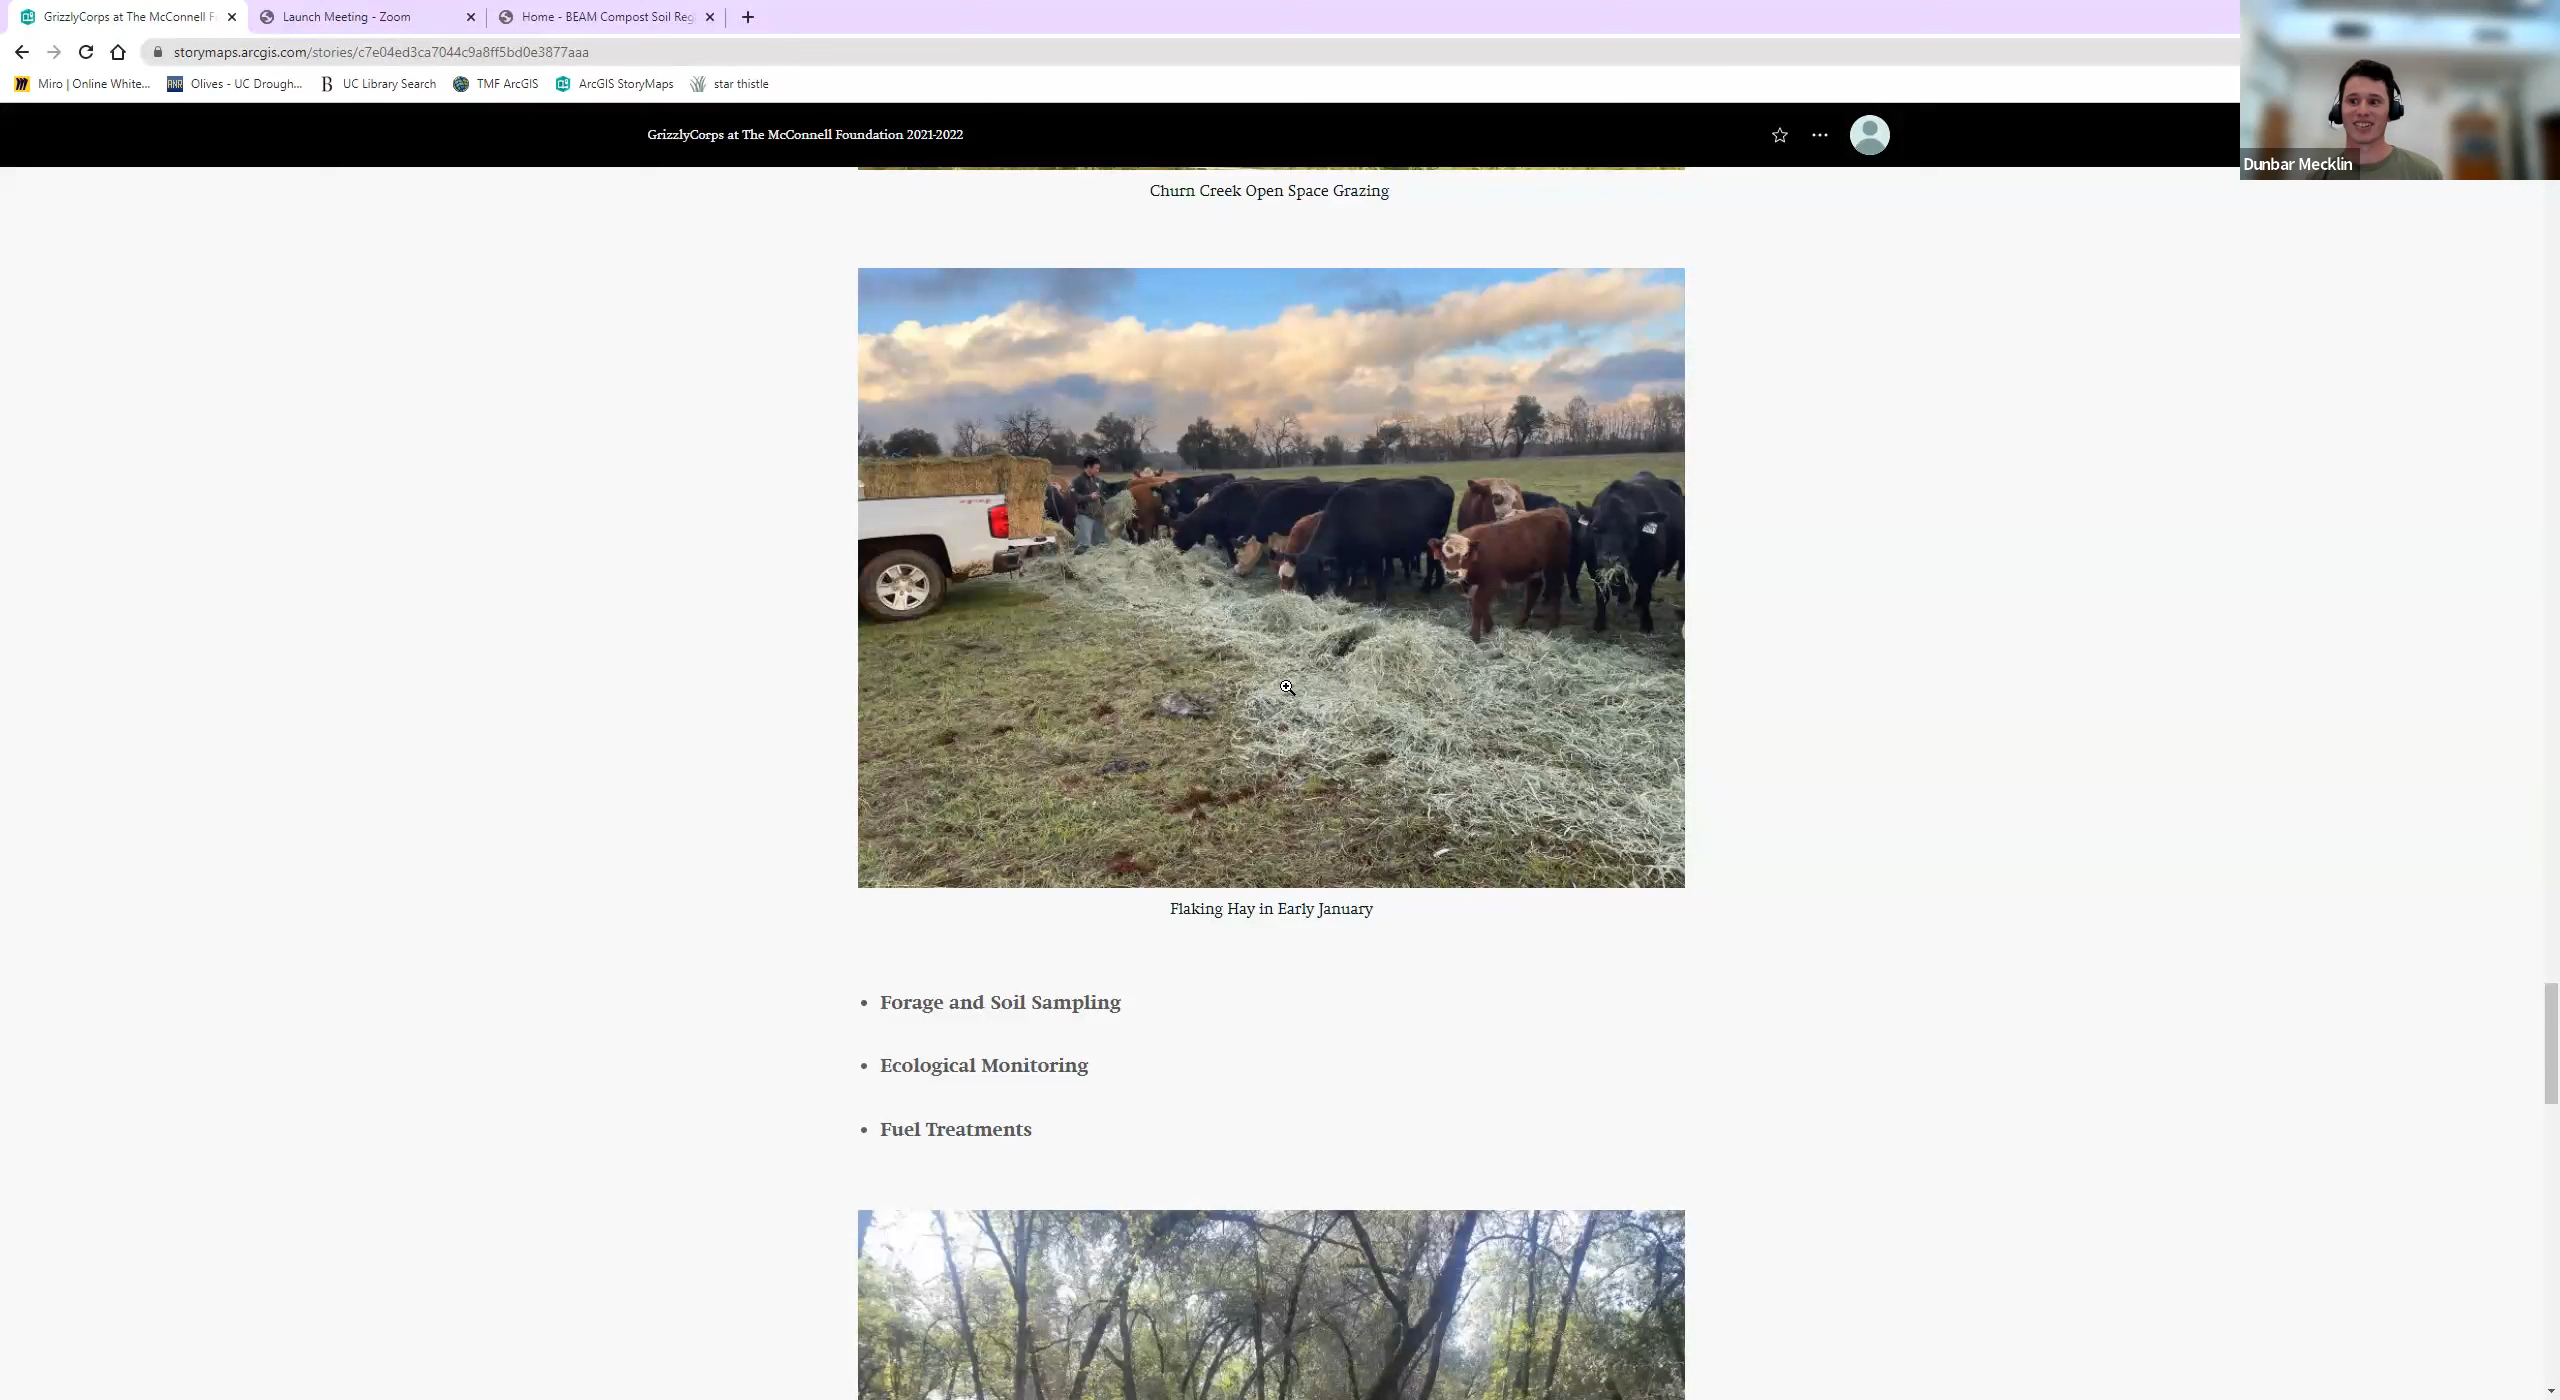 GrizzlyCorps at The McConnell F
Launch Meeting - Zoom
Home - BEAM Compost Soil Reg
storymaps.arcgis.com/stories/c7e04ed3ca7044c9a8ff5bd0e3877aaa
Miro | Online White...
Olives - UC Drough...
UC Library Search
TMF ArcGIS
ArcGIS StoryMaps
star thistle
GrizzlyCorps at The McConnell Foundation 2021-2022
Dunbar Mecklin
Churn Creek Open Space Grazing
Flaking Hay in Early January
• Forage and Soil Sampling
• Ecological Monitoring
• Fuel Treatments